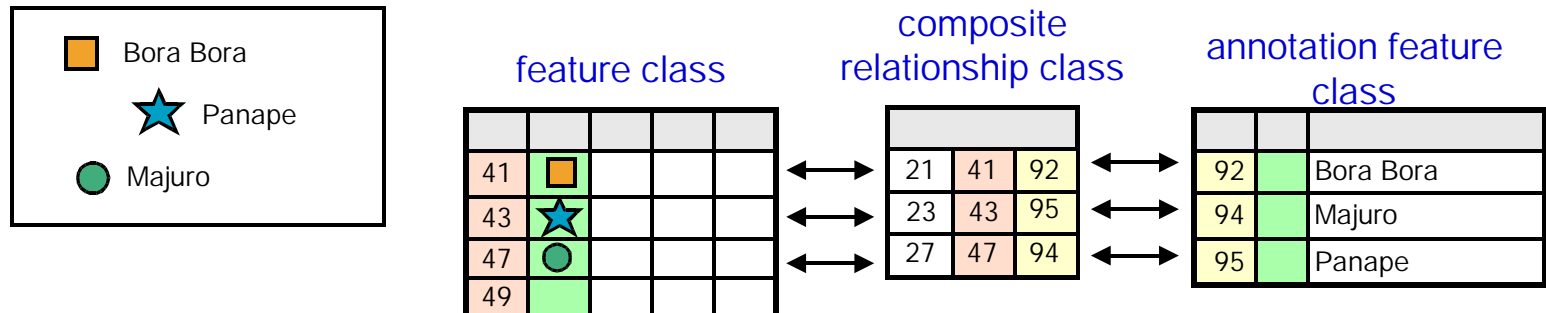 Bora Bora
Panape
Majuro
feature class
41
43
47
49
composite
relationship class
21 41 92
23 43 95
27 47 94
annotation feature
class
92 Bora Bora
94 Majuro
95 Panape